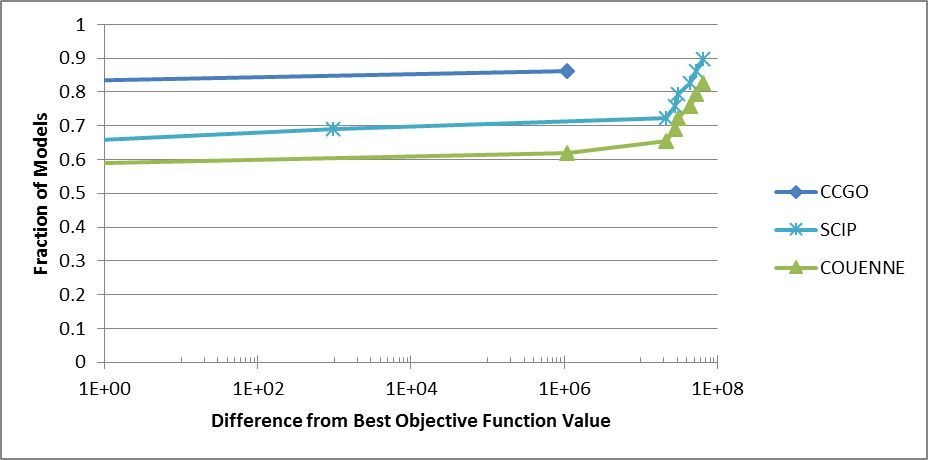 1
0.9
0.8
0.7
0.6
0.5
0.4
0.3
0.2
0.1
0
Fraction of Models
1E+00
1E+02
1E+04
1E+06
1E+08
Difference from Best Objective Function Value
CCGO
SCIP
COUENNE